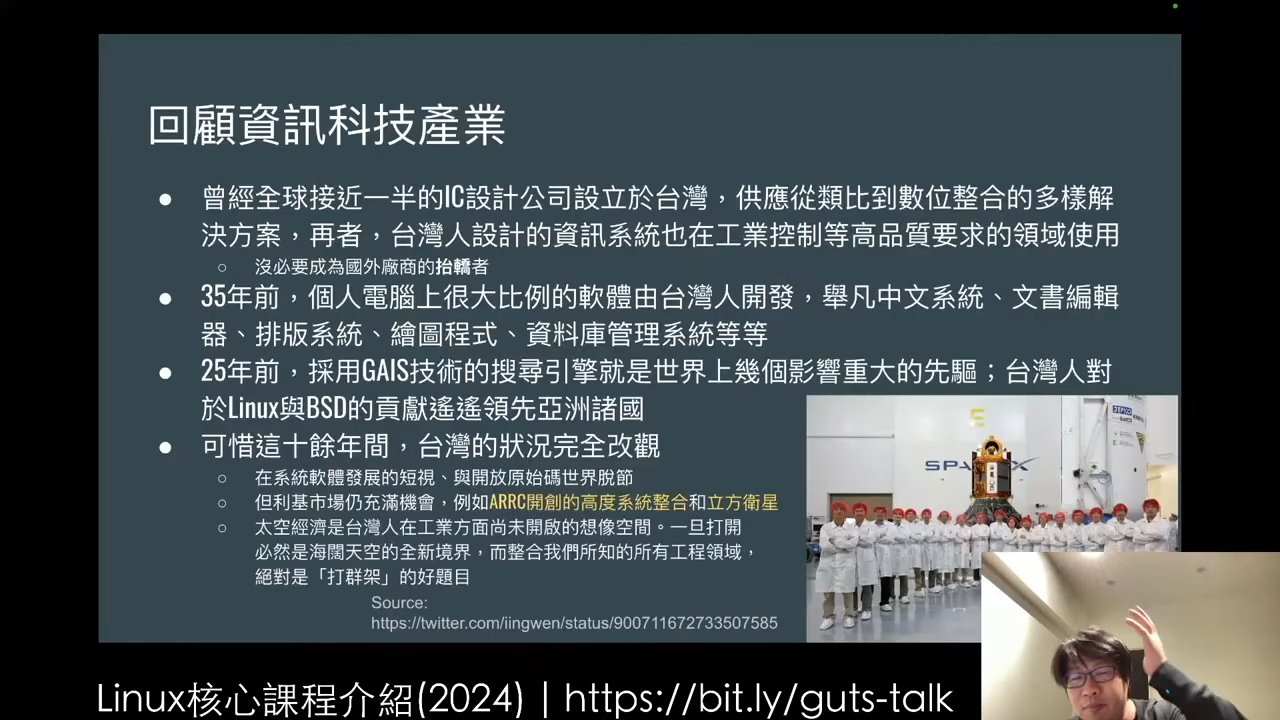 回顧資訊科技產業
● 曾經全球接近一半的IC設計公司設立於台灣，供應從類比到數位整合的多樣解
決方案，再者，台灣人設計的資訊系統也在工業控制等高品質要求的領域使用
○ 沒必要成為國外廠商的抬轎者
● 35年前，個人電腦上很大比例的軟體由台灣人開發，舉凡中文系統、文書編輯
器、排版系統、繪圖程式、資料庫管理系統等等
● 25年前，採用GAIS技術的搜尋引擎就是世界上幾個影響重大的先驅；台灣人對
於Linux與BSD的貢獻遙遙領先亞洲諸國
● 可惜這十餘年間，台灣的狀況完全改觀
○ 在系統軟體發展的短視、與開放原始碼世界脫節
○ 但利基市場仍充滿機會，例如ARRC開創的高度系統整合和立方衛星
○ 太空經濟是台灣人在工業方面尚未開啟的想像空間。一旦打開
必然是海闊天空的全新境界，而整合我們所知的所有工程領域，
絕對是「打群架」的好題目
Source:
https://twitter.com/iingwen/status/900711672733507585
SPACEX
Linux核心課程介紹(2024) | https://bit.ly/guts-talk